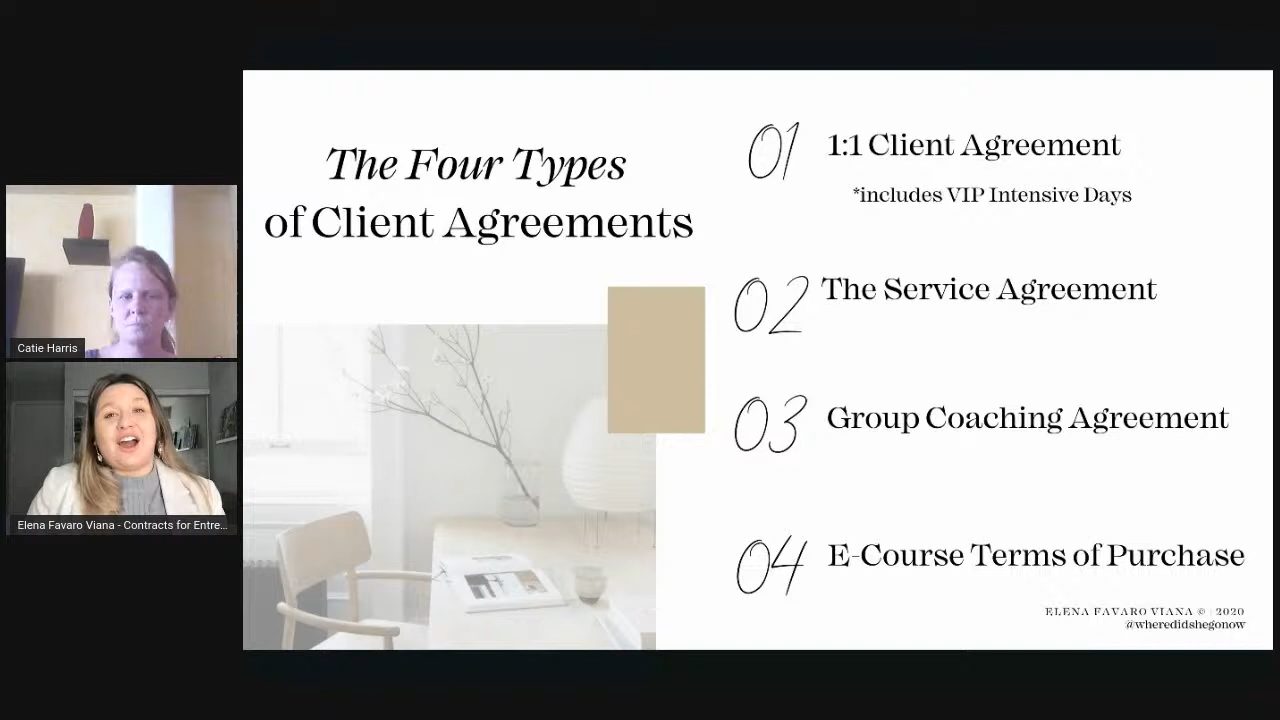 The Four Types
of Client Agreements
01 1:1 Client Agreement
*includes VIP Intensive Days
02 The Service Agreement
03 Group Coaching Agreement
04 E-Course Terms of Purchase
ELENA FAVARO VIANA © | 2020
@wheredidshegonow
Catie Harris
Elena Favaro Viana - Contracts for Entre...